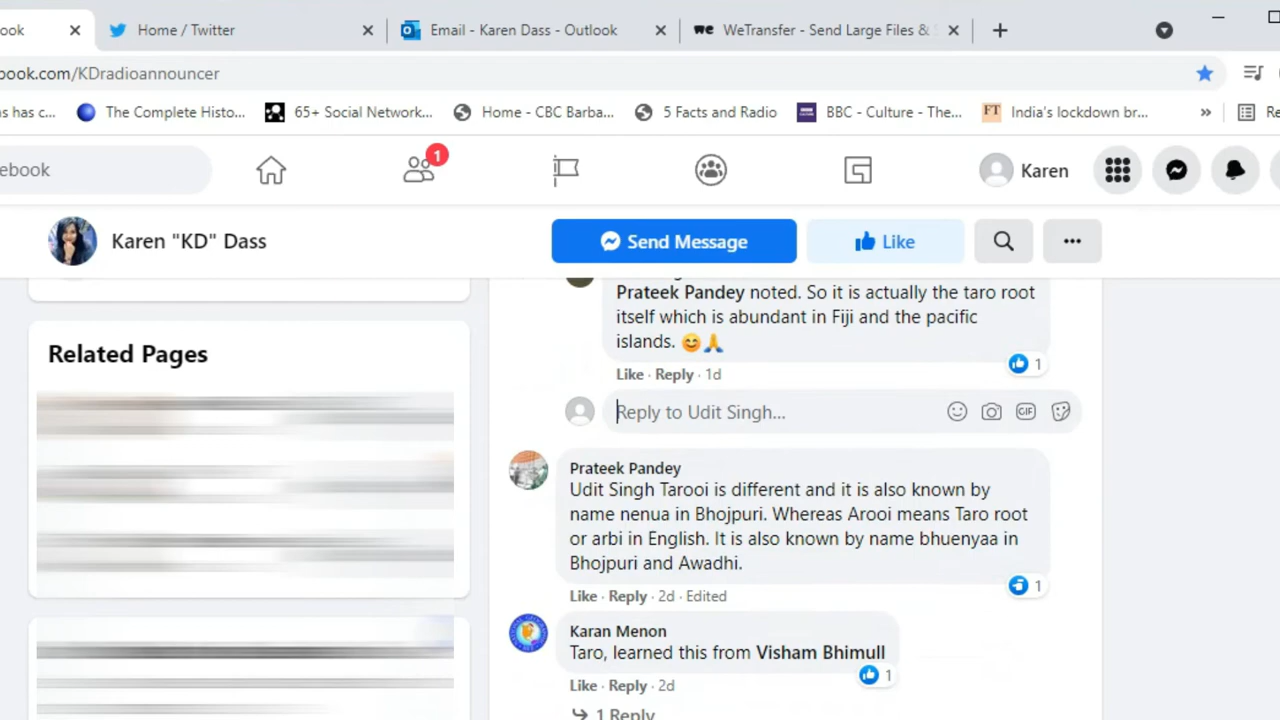 ook
Home / Twitter
Email - Karen Dass - Outlook
WeTransfer - Send Large Files &
book.com/KDradioannouncer
as has c...
The Complete Histo...
65+ Social Network...
Home - CBC Barba...
5 Facts and Radio
BBC - Culture - The...
FT
India's lockdown br...
»
Re
ebook
1
Karen
Karen "KD" Dass
Send Message
Like
Related Pages
Prateek Pandey noted. So it is actually the taro root
itself which is abundant in Fiji and the pacific
islands. 😊🙏
1
Like · Reply · 1d
Reply to Udit Singh...
GIF
Prateek Pandey
Udit Singh Tarooi is different and it is also known by
name nenua in Bhojpuri. Whereas Arooi means Taro root
or arbi in English. It is also known by name bhuenyaa in
Bhojpuri and Awadhi.
1
Like · Reply · 2d · Edited
Karan Menon
Taro, learned this from Visham Bhimull
1
Like · Reply · 2d
1 Reply